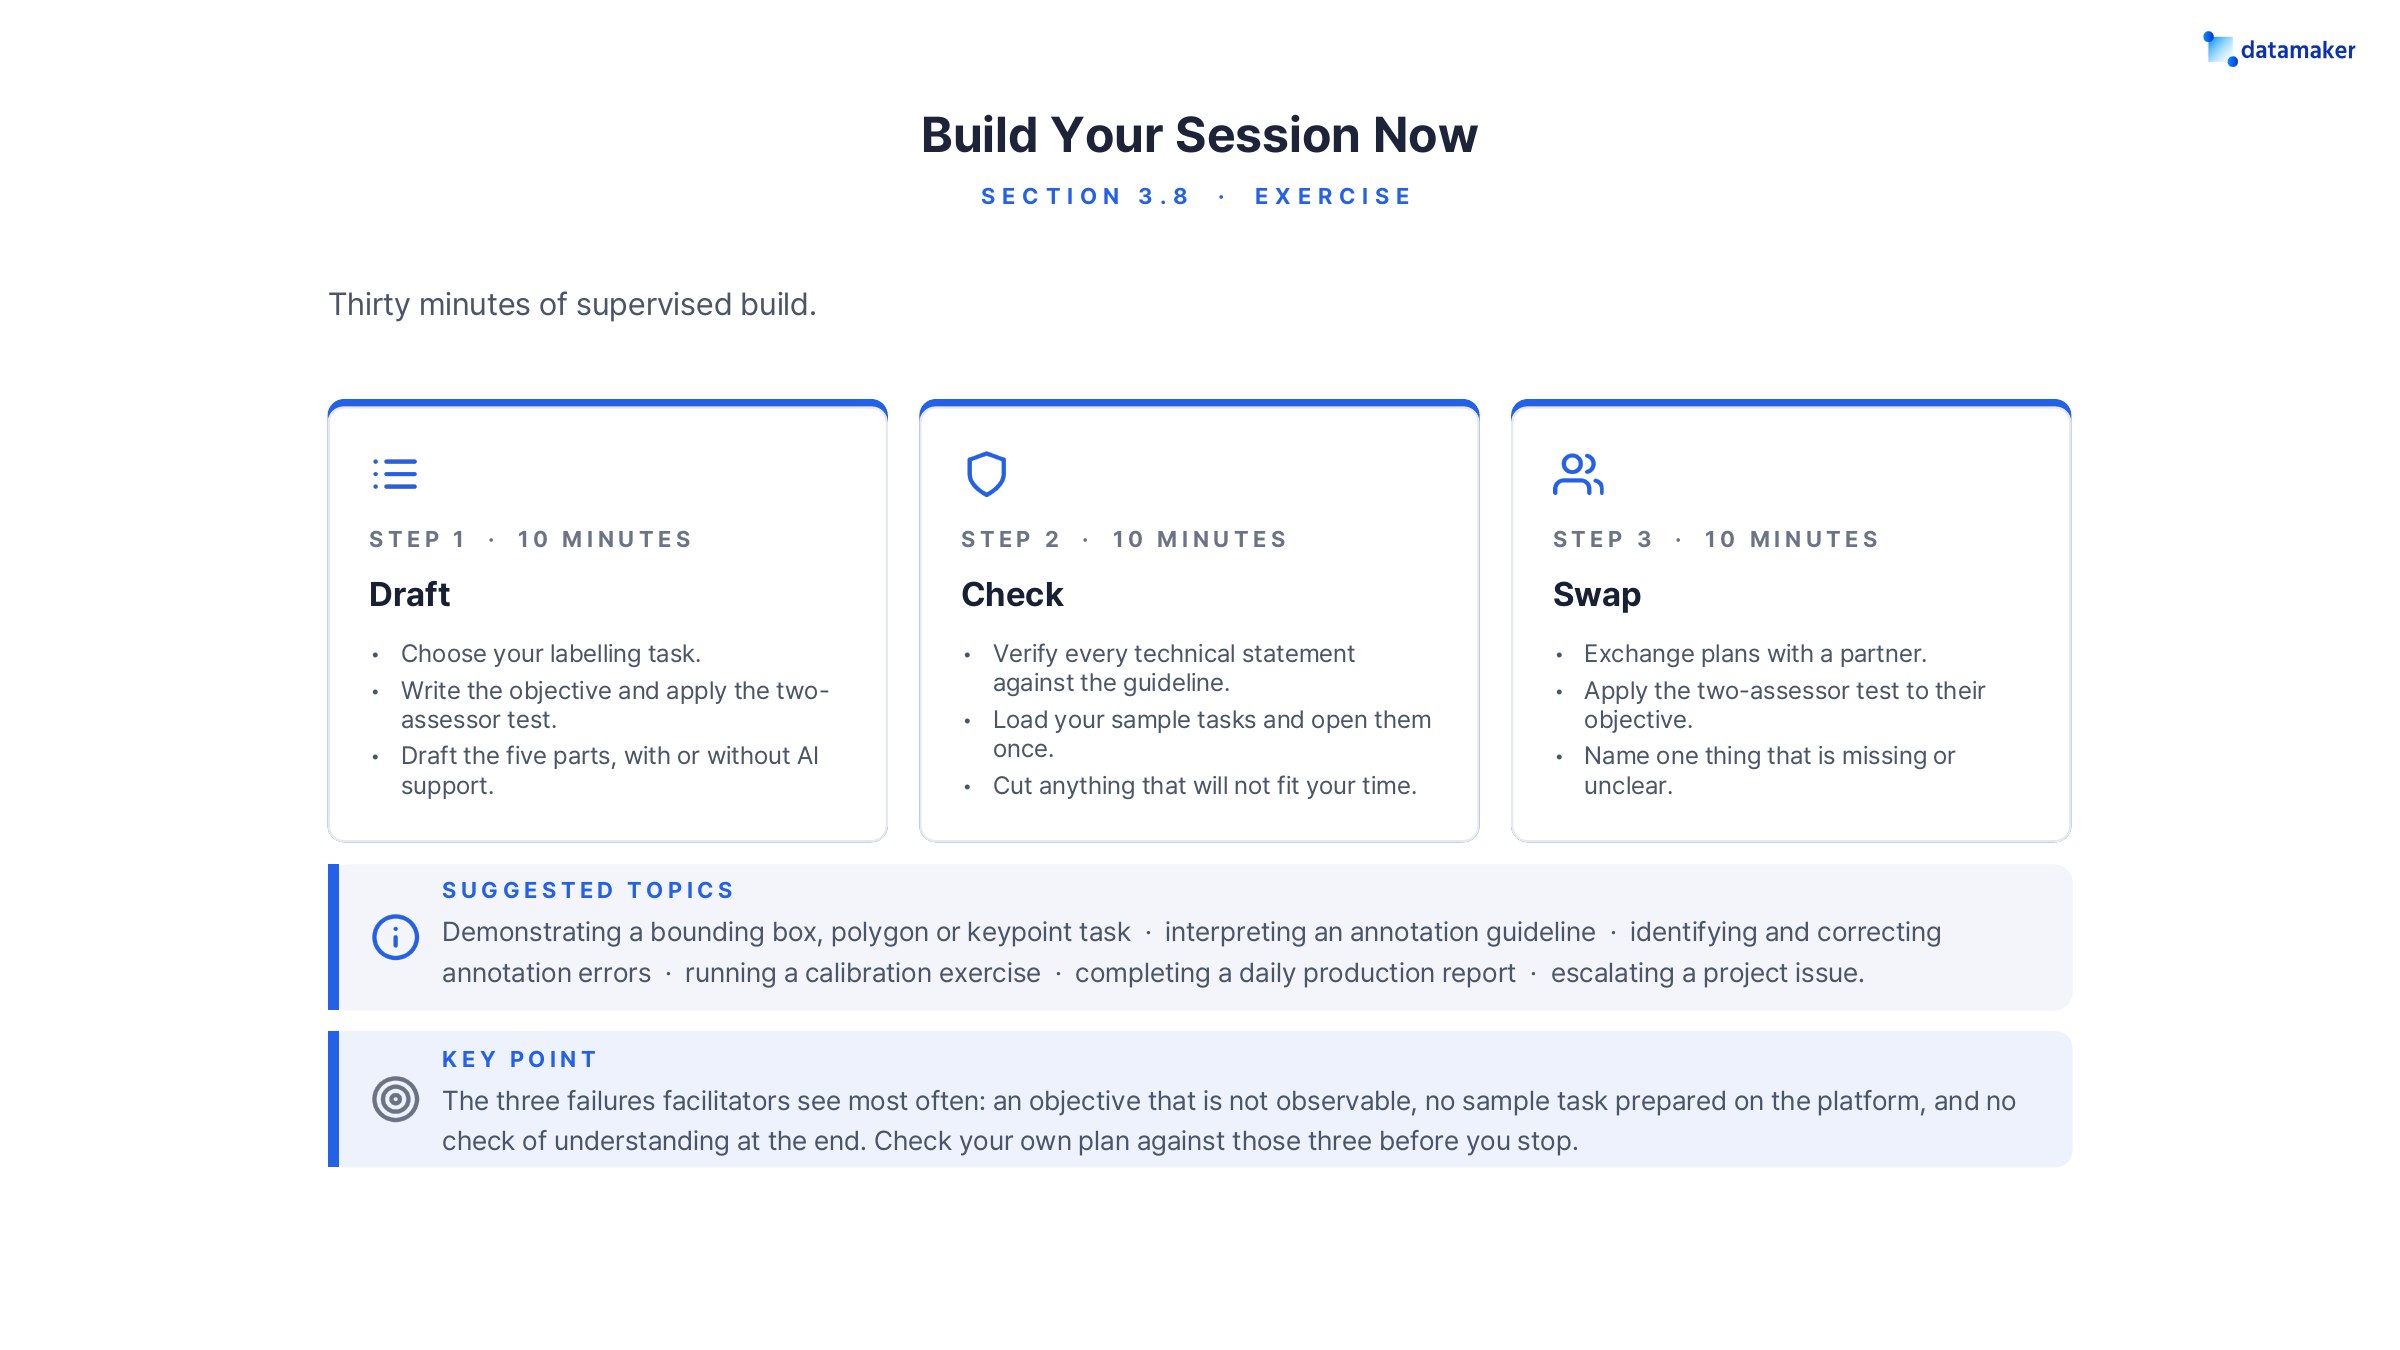 datamaker
Build Your Session Now
SECTION 3.8 · EXERCISE
Thirty minutes of supervised build.
STEP 1 · 10 MINUTES
Draft
• Choose your labelling task.
• Write the objective and apply the two-
assessor test.
• Draft the five parts, with or without AI
support.
STEP 2 · 10 MINUTES
Check
• Verify every technical statement
against the guideline.
• Load your sample tasks and open them
once.
• Cut anything that will not fit your time.
STEP 3 · 10 MINUTES
Swap
• Exchange plans with a partner.
• Apply the two-assessor test to their
objective.
• Name one thing that is missing or
unclear.
SUGGESTED TOPICS
Demonstrating a bounding box, polygon or keypoint task · interpreting an annotation guideline · identifying and correcting
annotation errors · running a calibration exercise · completing a daily production report · escalating a project issue.
KEY POINT
The three failures facilitators see most often: an objective that is not observable, no sample task prepared on the platform, and no
check of understanding at the end. Check your own plan against those three before you stop.